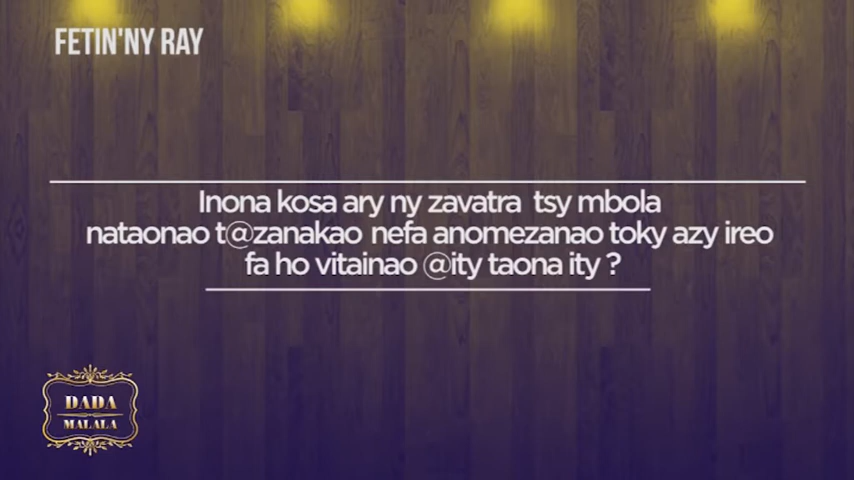 FETIN'NY RAY
Inona kosa ary ny zavatra tsy mbola
nataonao t@zanakao nefa anomezanao toky azy ireo
fa ho vitainao @ity taona ity ?
DADA
MALALA